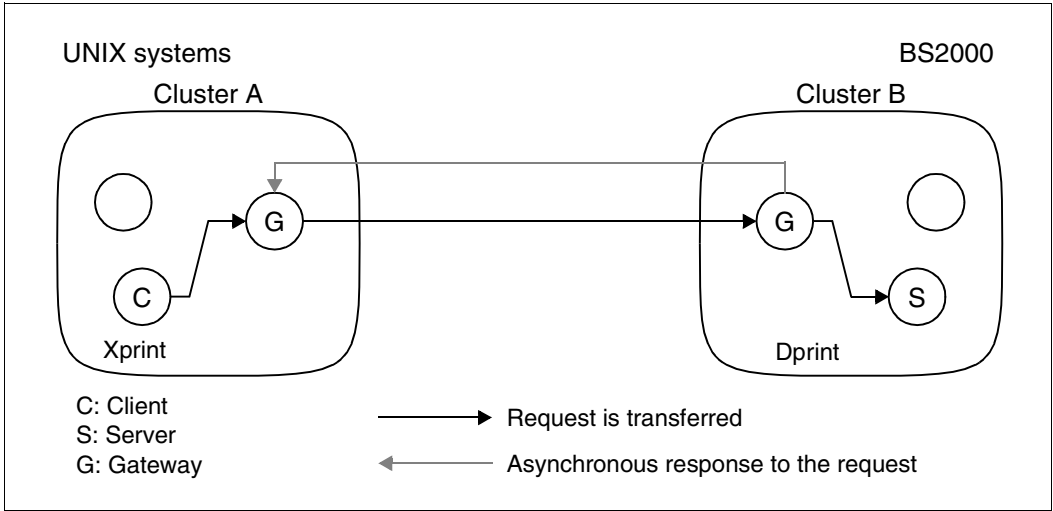 UNIX systems
BS2000
Cluster A
Cluster B
G
G
C
S
Xprint
Dprint
C: Client
S: Server
G: Gateway
Request is transferred
Asynchronous response to the request